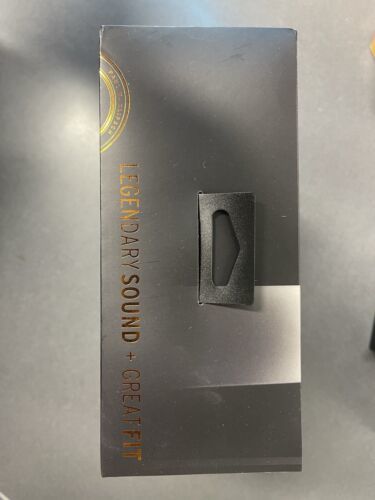 LEGENDARY SOUND + GREAT FIT